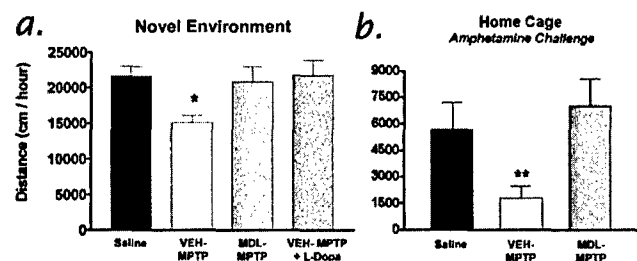 a.
Novel Environment
Distance (cm / hour)
25000
20000
15000
10000
5000
0
*
Saline
VEH-
MPTP
MDL-
MPTP
VEH- MPTP
+ L-Dopa
b.
Home Cage
Amphetamine Challenge
9000
7500
6000
4500
3000
1500
0
**
Saline
VEH-
MPTP
MDL-
MPTP